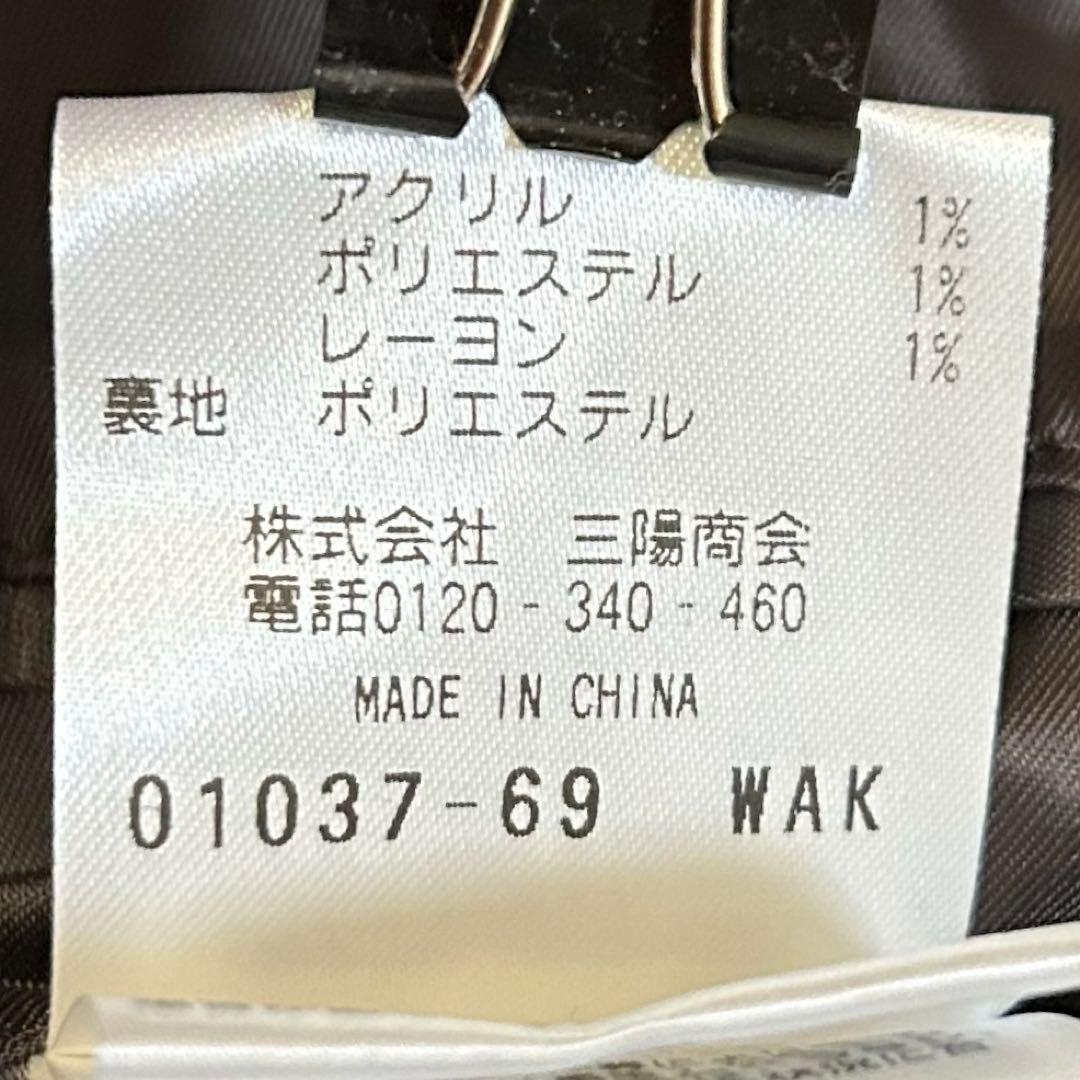 アクリル 1%
ポリエステル 1%
レーヨン 1%
裏地 ポリエステル
株式会社 三陽商会
電話0120-340-460
MADE IN CHINA
01037-69 WAK